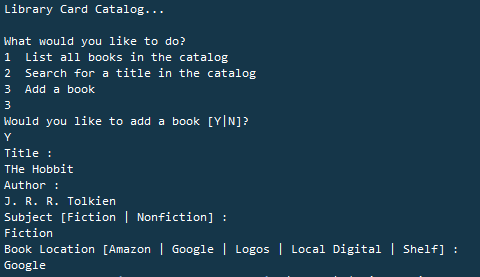 Library Card Catalog...
What would you like to do?
1  List all books in the catalog
2  Search for a title in the catalog
3  Add a book
3
Would you like to add a book [Y|N]?
Y
Title :
THe Hobbit
Author :
J. R. R. Tolkien
Subject [Fiction | Nonfiction] :
Fiction
Book Location [Amazon | Google | Logos | Local Digital | Shelf] :
Google